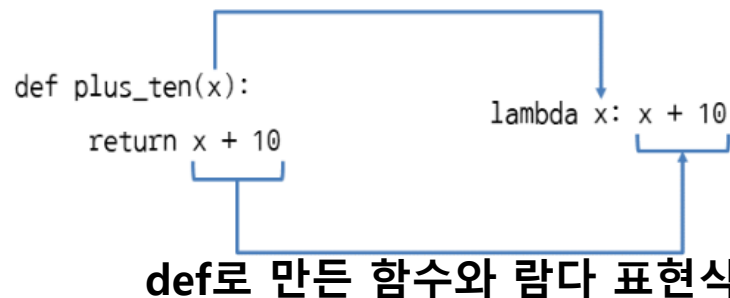 def plus_ten(x):
return x + 10
lambda x: x + 10
def로 만든 함수와 람다 표현식